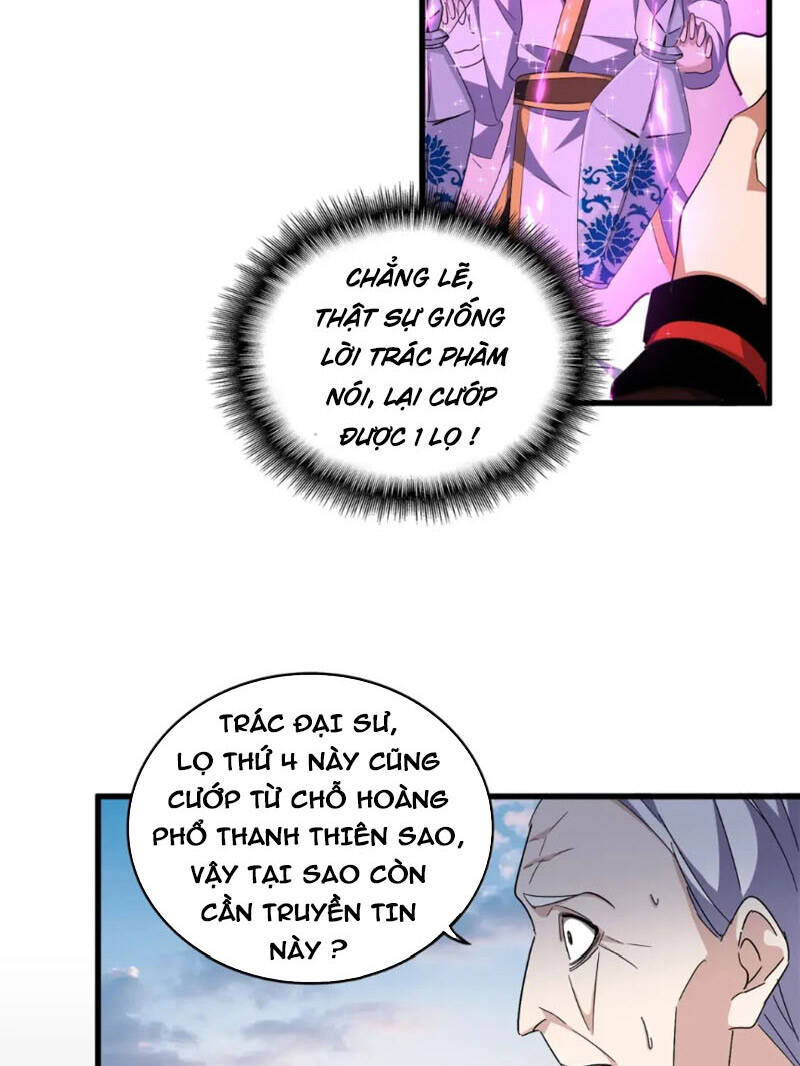 CHẲNG LẼ,
THẬT SỰ GIỐNG
LỜI TRÁC PHÀM
NÓI, LẠI CƯỚP
ĐƯỢC 1 LỌ !
TRÁC ĐẠI SƯ,
LỌ THỨ 4 NÀY CŨNG
CƯỚP TỪ CHỖ HOÀNG
PHỔ THANH THIÊN SAO,
VẬY TẠI SAO CÒN
CẦN TRUYỀN TIN
NÀY ?